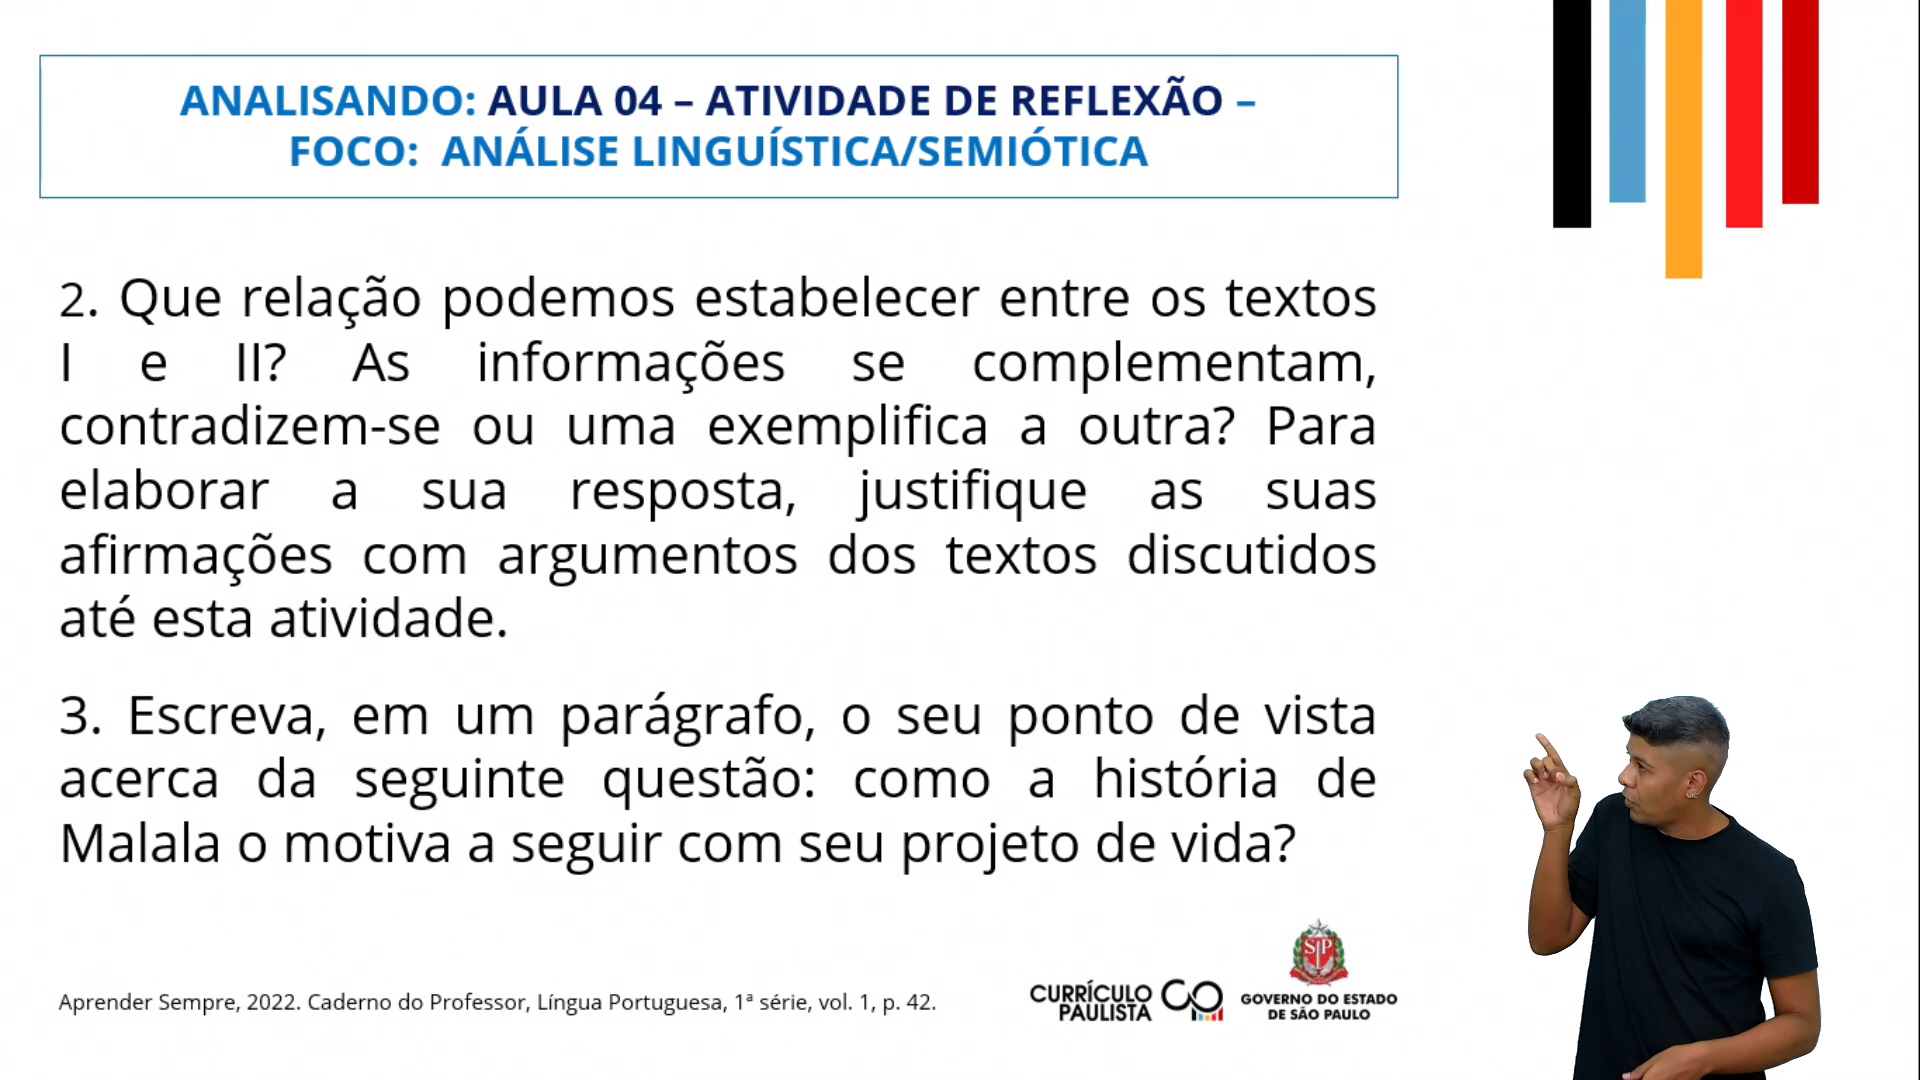 ANALISANDO: AULA 04 – ATIVIDADE DE REFLEXÃO –
FOCO: ANÁLISE LINGUÍSTICA/SEMIÓTICA
2. Que relação podemos estabelecer entre os textos
I e II? As informações se complementam,
contradizem-se ou uma exemplifica a outra? Para
elaborar a sua resposta, justifique as suas
afirmações com argumentos dos textos discutidos
até esta atividade.
3. Escreva, em um parágrafo, o seu ponto de vista
acerca da seguinte questão: como a história de
Malala o motiva a seguir com seu projeto de vida?
Aprender Sempre, 2022. Caderno do Professor, Língua Portuguesa, 1ª série, vol. 1, p. 42.
CURRÍCULO
PAULISTA
SP
GOVERNO DO ESTADO
DE SÃO PAULO